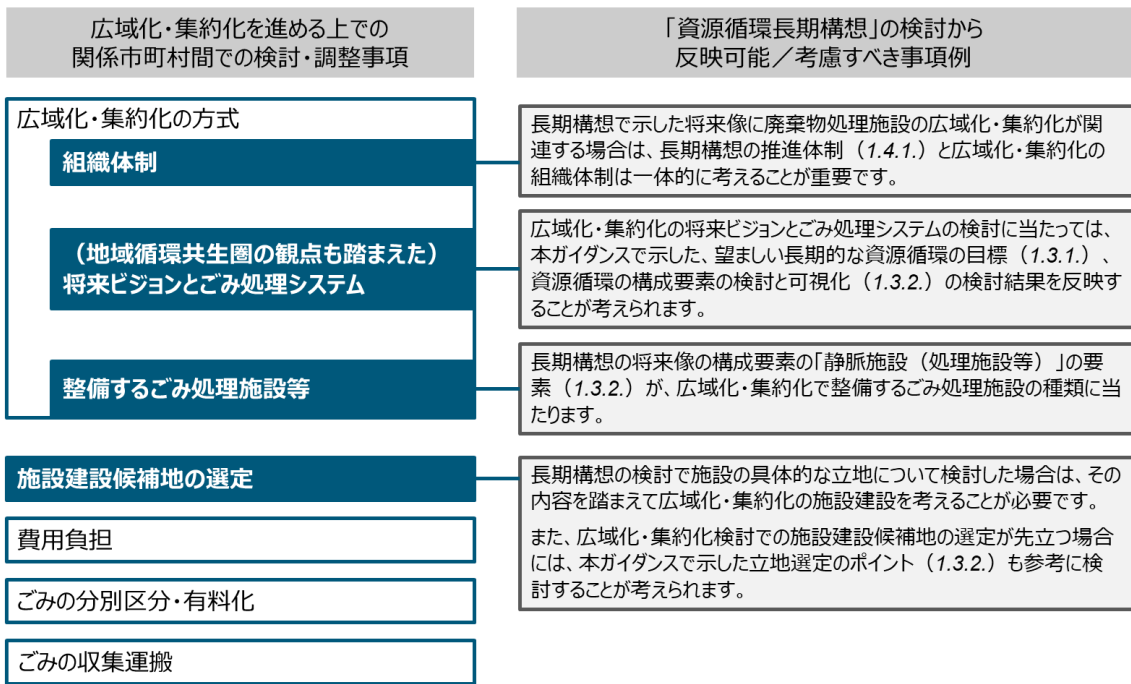 広域化・集約化を進める上での
関係市町村間での検討・調整事項
「資源循環長期構想」の検討から
反映可能／考慮すべき事項例
広域化・集約化の方式
組織体制
長期構想で示した将来像に廃棄物処理施設の広域化・集約化が関
連する場合は、長期構想の推進体制（1.4.1.）と広域化・集約化の
組織体制は一体的に考えることが重要です。
（地域循環共生圏の観点も踏まえた）
将来ビジョンとごみ処理システム
広域化・集約化の将来ビジョンとごみ処理システムの検討に当たっては、
本ガイダンスで示した、望ましい長期的な資源循環の目標（1.3.1.）、
資源循環の構成要素の検討と可視化（1.3.2.）の検討結果を反映す
ることが考えられます。
整備するごみ処理施設等
長期構想の将来像の構成要素の「静脈施設（処理施設等）」の要
素（1.3.2.）が、広域化・集約化で整備するごみ処理施設の種類に当
たります。
施設建設候補地の選定
長期構想の検討で施設の具体的な立地について検討した場合は、その
内容を踏まえて広域化・集約化の施設建設を考えることが必要です。
また、広域化・集約化検討での施設建設候補地の選定が先立つ場合
には、本ガイダンスで示した立地選定のポイント（1.3.2.）も参考に検
討することが考えられます。
費用負担
ごみの分別区分・有料化
ごみの収集運搬